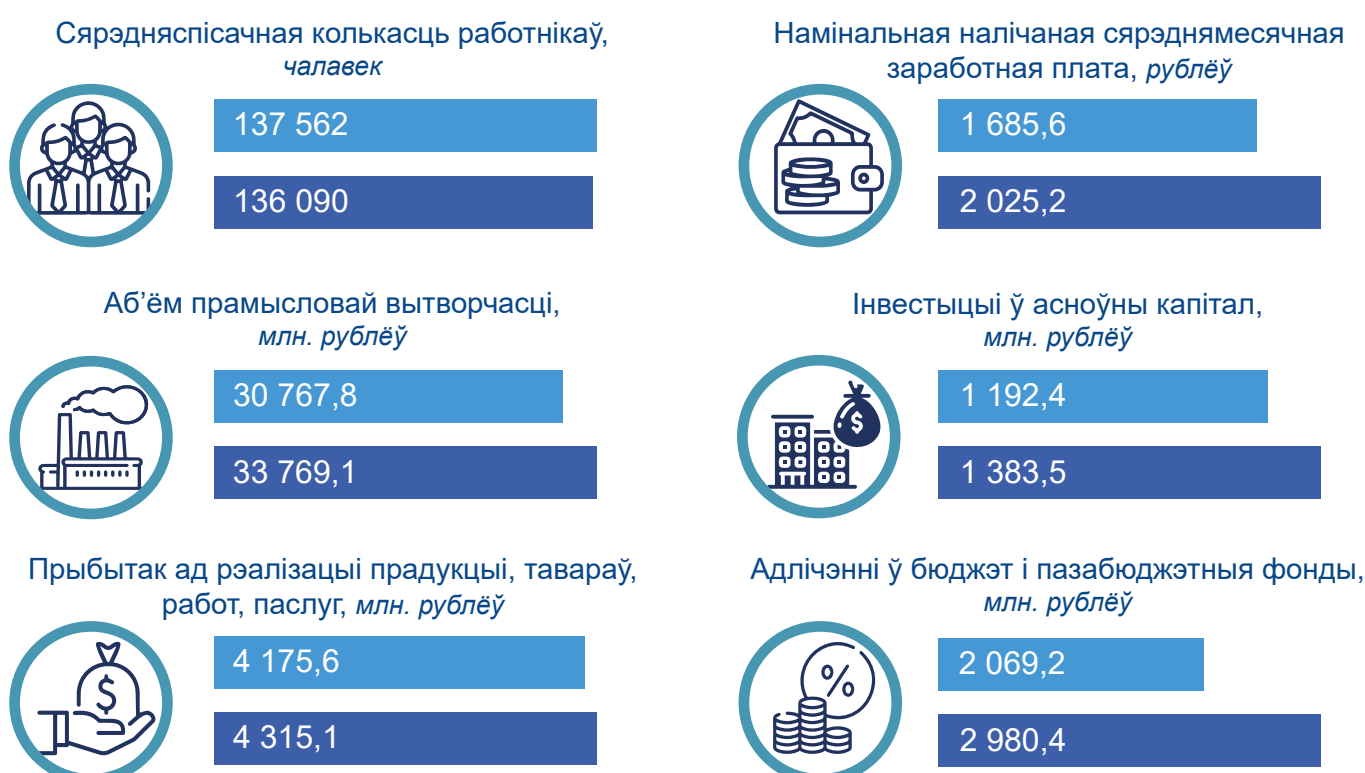 Сярэдняспісачная колькасць работнікаў,
чалавек
137 562
136 090
Намінальная налічаная сярэднямесячная
заработная плата, рублёў
1 685,6
2 025,2
Аб’ём прамысловай вытворчасці,
млн. рублёў
30 767,8
33 769,1
Інвестыцыі ў асноўны капітал,
млн. рублёў
1 192,4
1 383,5
Прыбытак ад рэалізацыі прадукцыі, тавараў,
работ, паслуг, млн. рублёў
$
4 175,6
4 315,1
Адлічэнні ў бюджэт і пазабюджэтныя фонды,
млн. рублёў
%
2 069,2
2 980,4